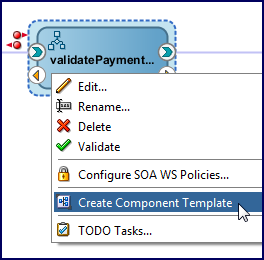 validatePayment...
Edit...
Rename...
Delete
Validate
Configure SOA WS Policies...
Create Component Template
TODO Tasks...